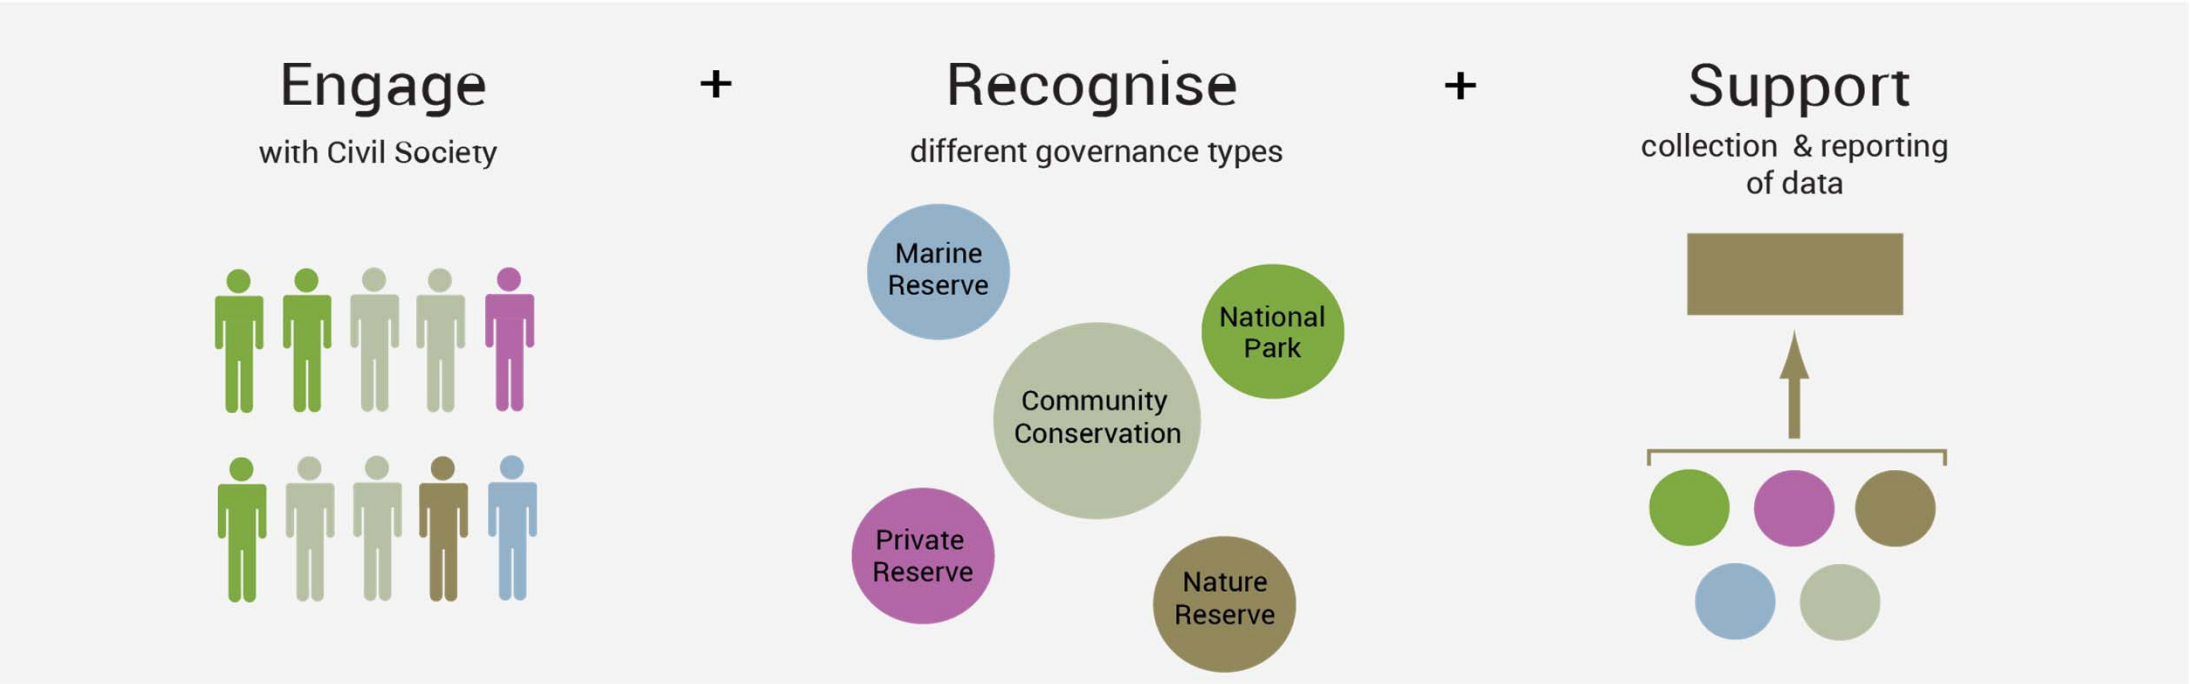 Engage
+
Recognise
+
Support
with Civil Society
different governance types
collection & reporting
of data
Marine
Reserve
National
Park
Community
Conservation
Private
Reserve
Nature
Reserve